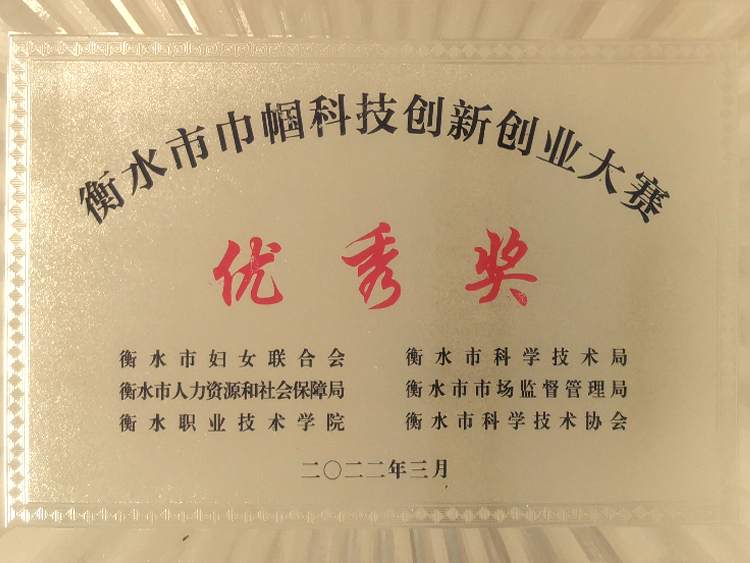 衡水市巾帼科技创新创业大赛
优秀奖
衡水市妇女联合会 衡水市科学技术局
衡水市人力资源和社会保障局 衡水市市场监督管理局
衡水职业技术学院 衡水市科学技术协会
二〇二二年三月